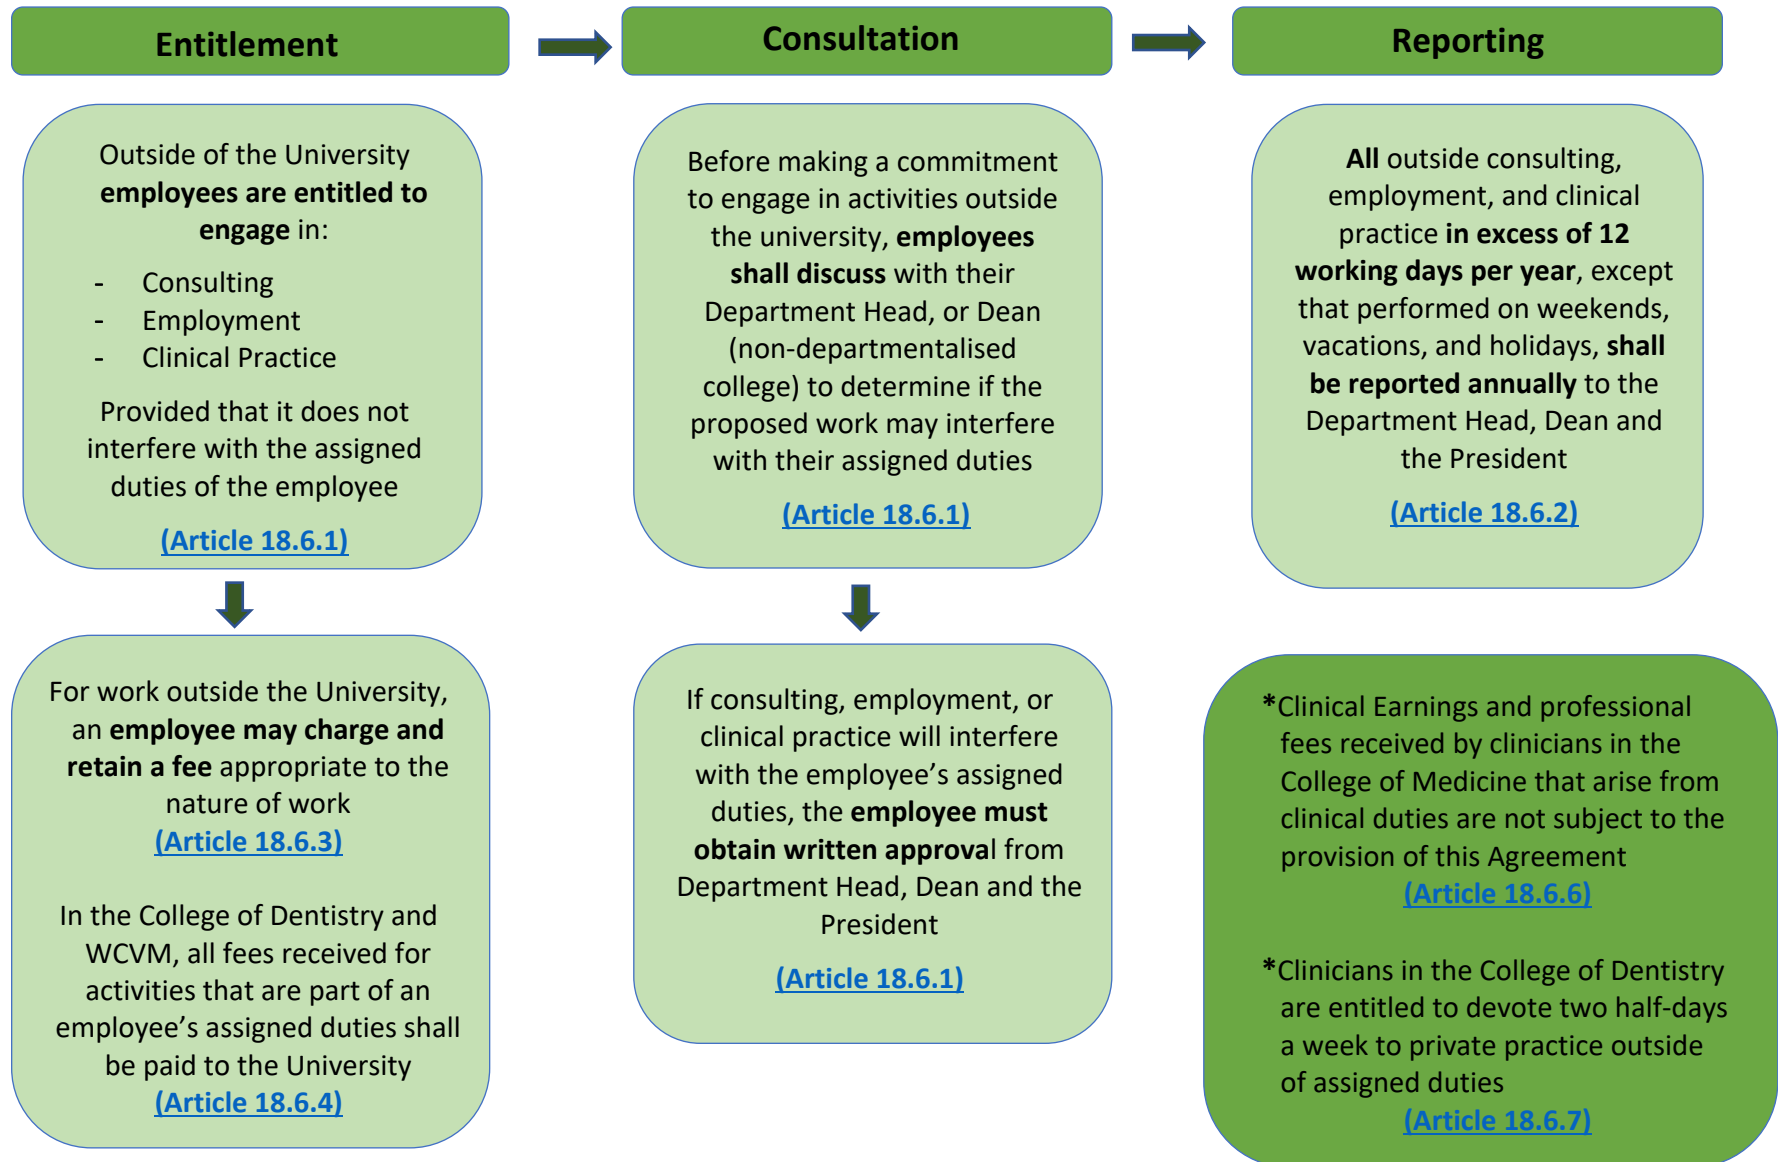 Entitlement
Consultation
Reporting
Outside of the University
employees are entitled to
engage in:
- Consulting
- Employment
- Clinical Practice
Provided that it does not
interfere with the assigned
duties of the employee
(Article 18.6.1)
For work outside the University,
an employee may charge and
retain a fee appropriate to the
nature of work
(Article 18.6.3)
In the College of Dentistry and
WCVM, all fees received for
activities that are part of an
employee’s assigned duties shall
be paid to the University
(Article 18.6.4)
Before making a commitment
to engage in activities outside
the university, employees
shall discuss with their
Department Head, or Dean
(non-departmentalised
college) to determine if the
proposed work may interfere
with their assigned duties
(Article 18.6.1)
If consulting, employment, or
clinical practice will interfere
with the employee’s assigned
duties, the employee must
obtain written approval from
Department Head, Dean and the
President
(Article 18.6.1)
All outside consulting,
employment, and clinical
practice in excess of 12
working days per year, except
that performed on weekends,
vacations, and holidays, shall
be reported annually to the
Department Head, Dean and
the President
(Article 18.6.2)
*Clinical Earnings and professional
fees received by clinicians in the
College of Medicine that arise from
clinical duties are not subject to the
provision of this Agreement
(Article 18.6.6)
*Clinicians in the College of Dentistry
are entitled to devote two half-days
a week to private practice outside
of assigned duties
(Article 18.6.7)